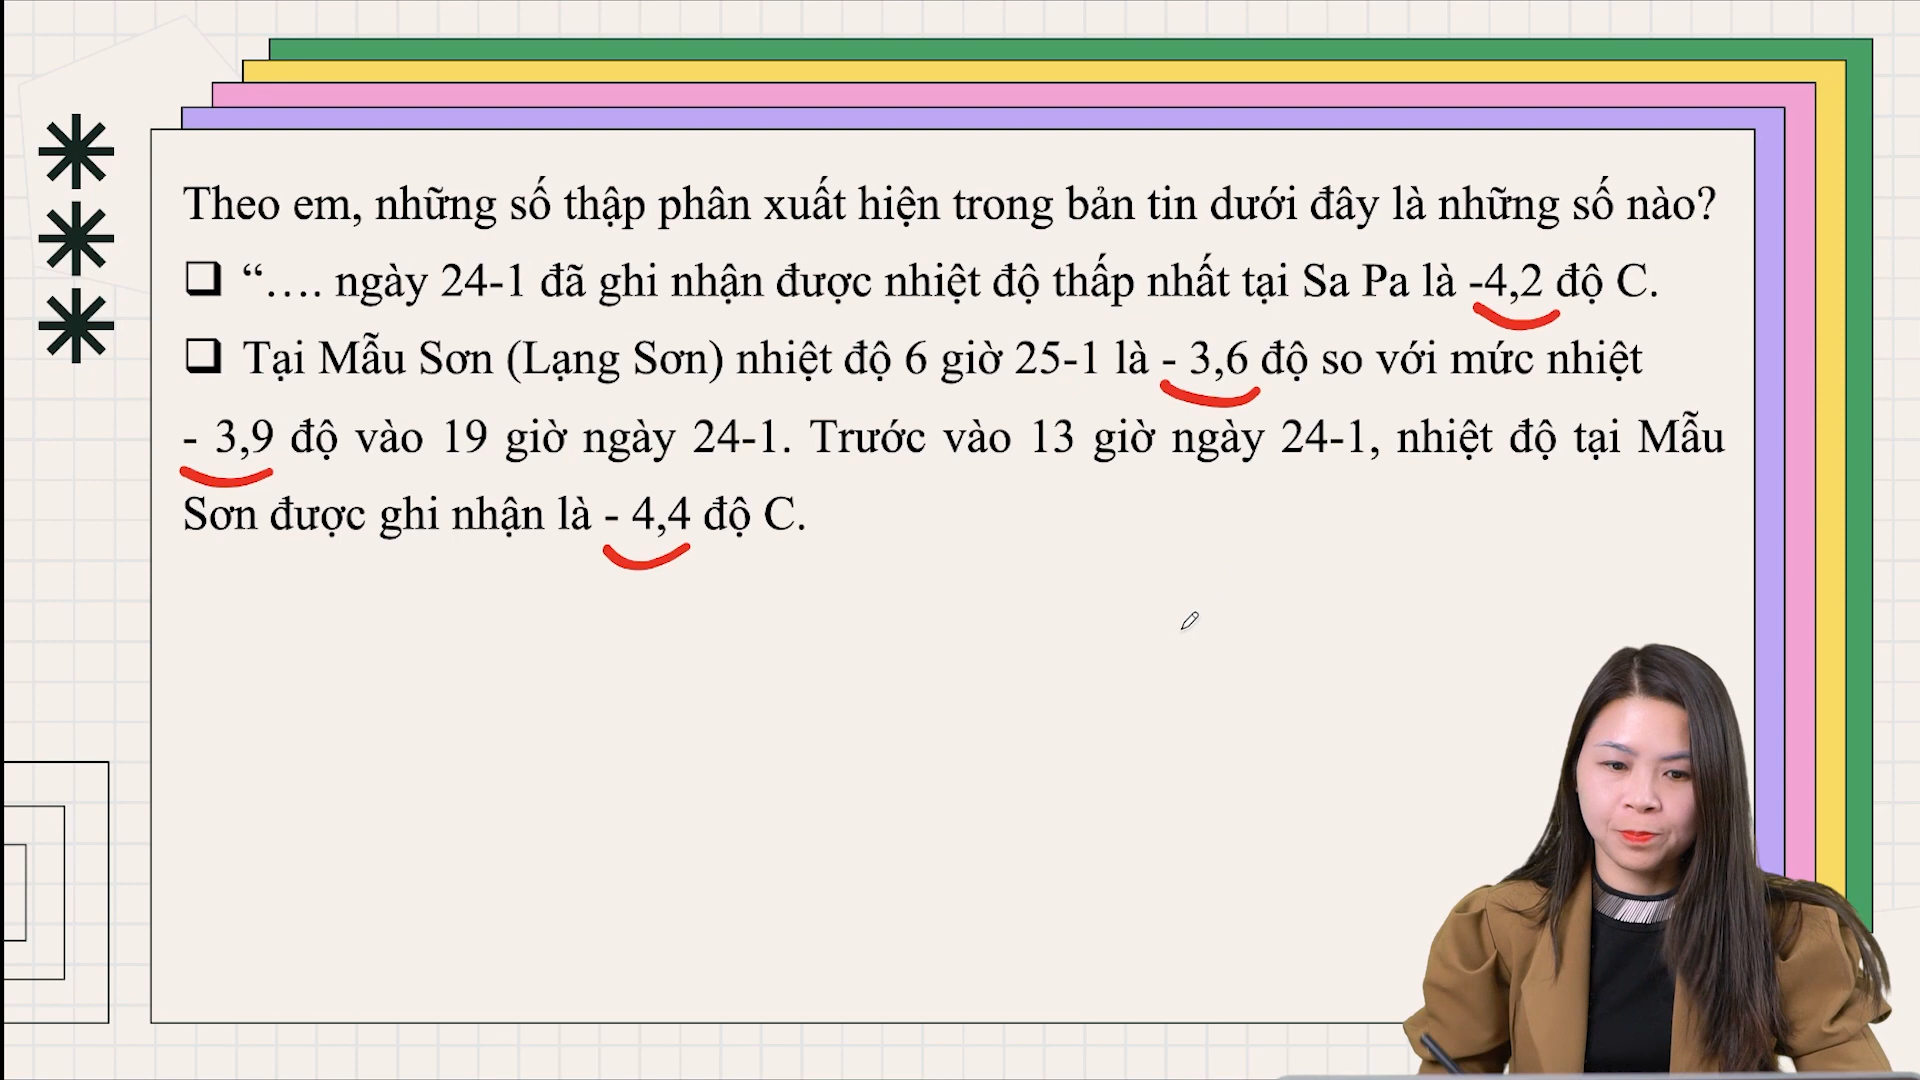 Theo em, những số thập phân xuất hiện trong bản tin dưới đây là những số nào?
❑ “…. ngày 24-1 đã ghi nhận được nhiệt độ thấp nhất tại Sa Pa là -4,2 độ C.
❑ Tại Mẫu Sơn (Lạng Sơn) nhiệt độ 6 giờ 25-1 là - 3,6 độ so với mức nhiệt
- 3,9 độ vào 19 giờ ngày 24-1. Trước vào 13 giờ ngày 24-1, nhiệt độ tại Mẫu
Sơn được ghi nhận là - 4,4 độ C.